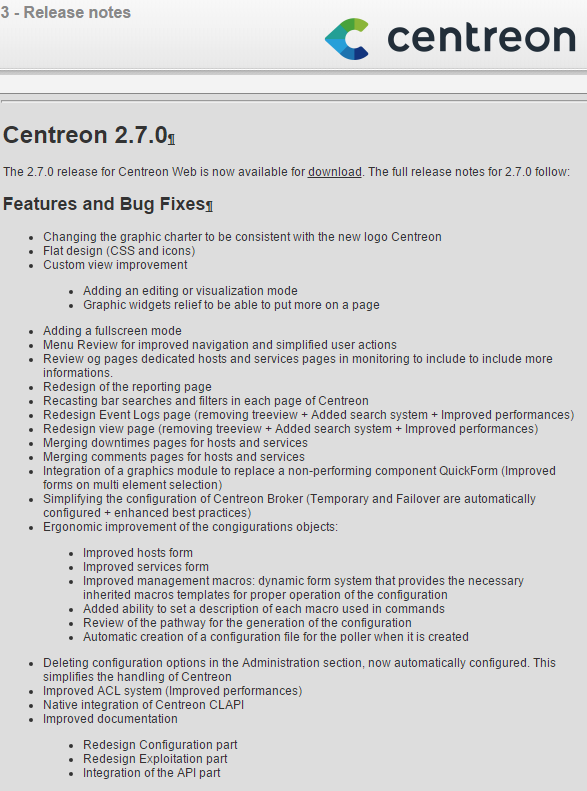 3 - Release notes
centreon
Centreon 2.7.0¶
The 2.7.0 release for Centreon Web is now available for download. The full release notes for 2.7.0 follow:
Features and Bug Fixes¶
• Changing the graphic charter to be consistent with the new logo Centreon
• Flat design (CSS and icons)
• Custom view improvement
• Adding an editing or visualization mode
• Graphic widgets relief to be able to put more on a page
• Adding a fullscreen mode
• Menu Review for improved navigation and simplified user actions
• Review og pages dedicated hosts and services pages in monitoring to include to include more
informations.
• Redesign of the reporting page
• Recasting bar searches and filters in each page of Centreon
• Redesign Event Logs page (removing treeview + Added search system + Improved performances)
• Redesign view page (removing treeview + Added search system + Improved performances)
• Merging downtimes pages for hosts and services
• Merging comments pages for hosts and services
• Integration of a graphics module to replace a non-performing component QuickForm (Improved
forms on multi element selection)
• Simplifying the configuration of Centreon Broker (Temporary and Failover are automatically
configured + enhanced best practices)
• Ergonomic improvement of the congigurations objects:
• Improved hosts form
• Improved services form
• Improved management macros: dynamic form system that provides the necessary
inherited macros templates for proper operation of the configuration
• Added ability to set a description of each macro used in commands
• Review of the pathway for the generation of the configuration
• Automatic creation of a configuration file for the poller when it is created
• Deleting configuration options in the Administration section, now automatically configured. This
simplifies the handling of Centreon
• Improved ACL system (Improved performances)
• Native integration of Centreon CLAPI
• Improved documentation
• Redesign Configuration part
• Redesign Exploitation part
• Integration of the API part